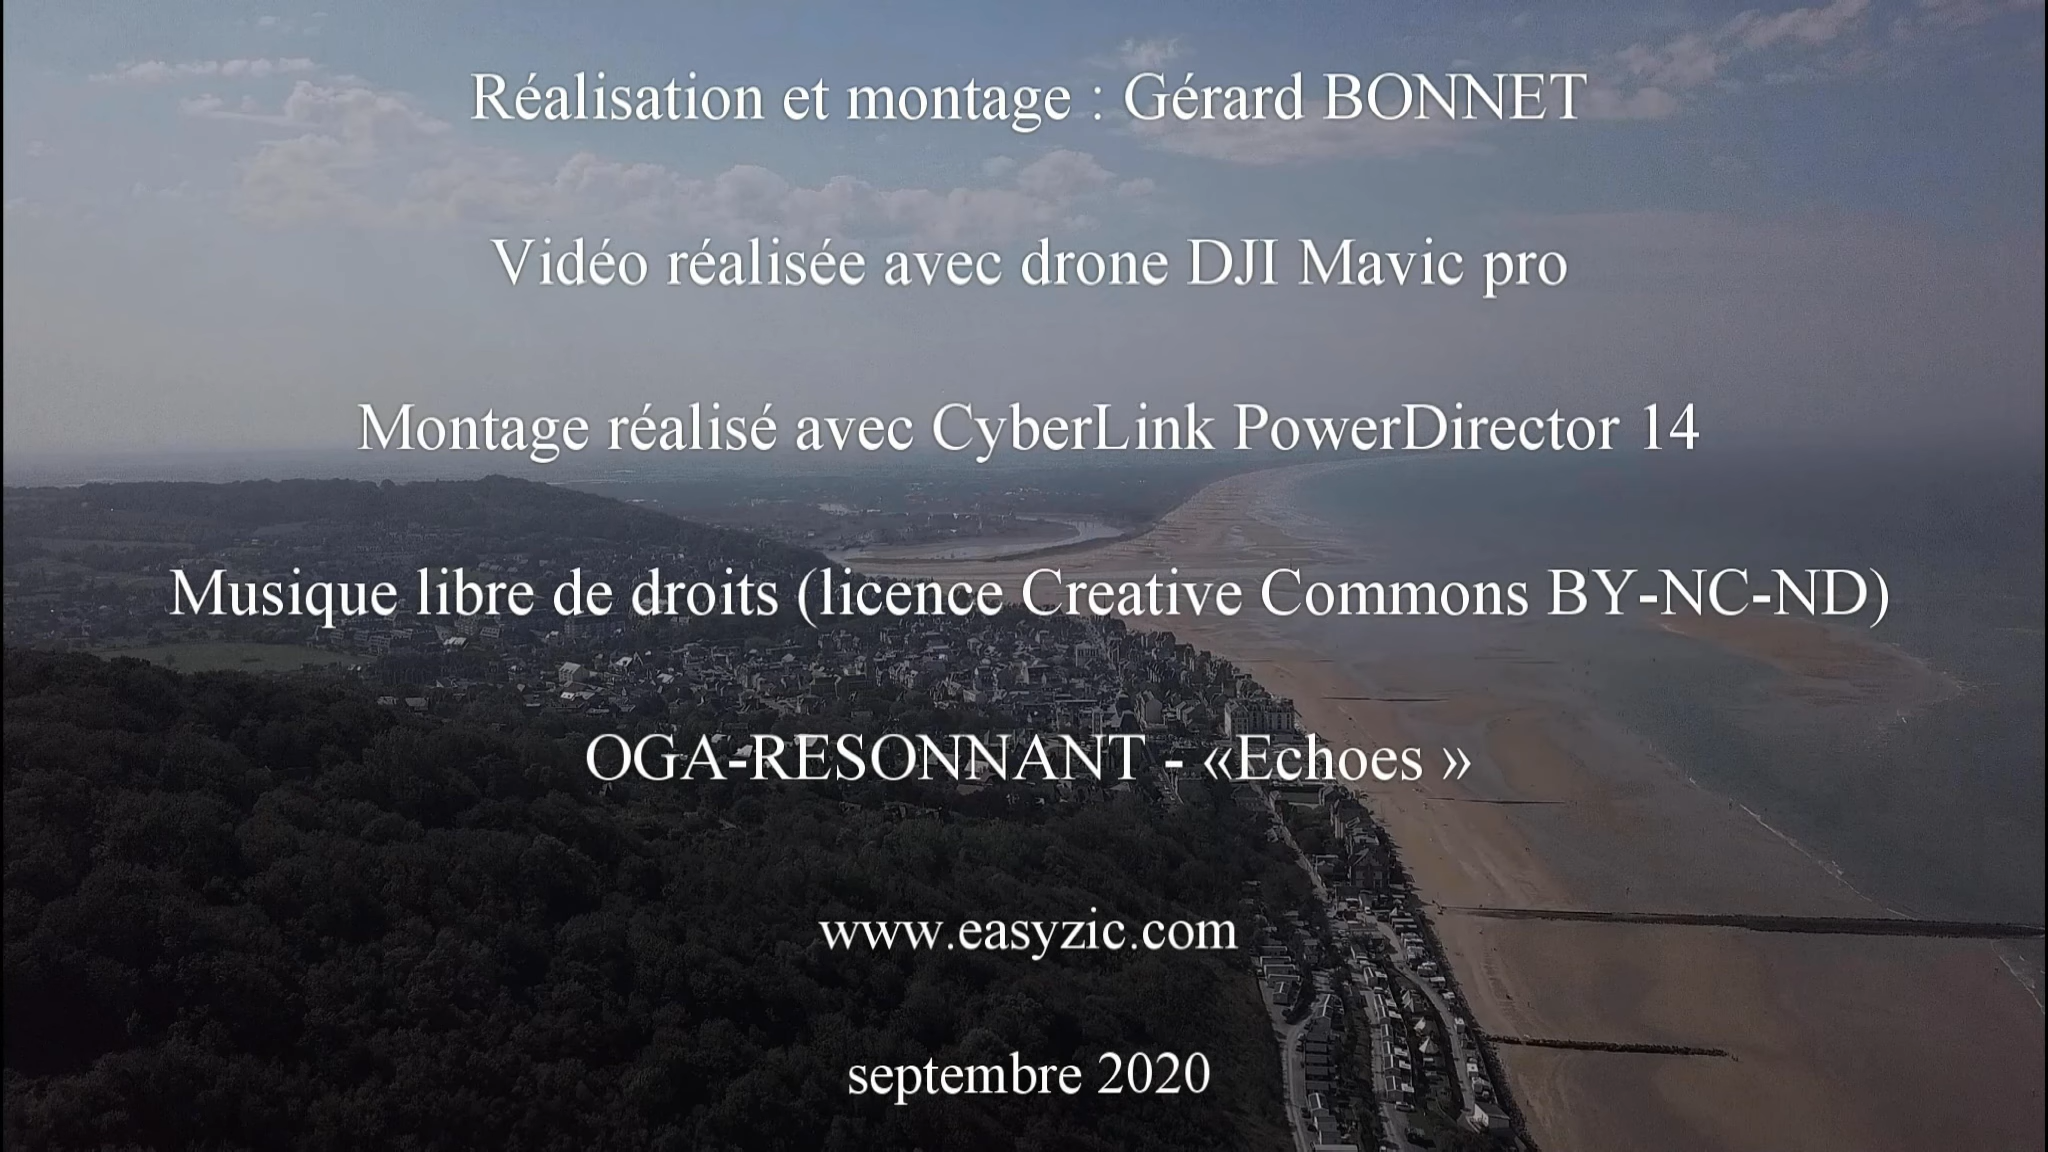 Réalisation et montage : Gérard BONNET
Vidéo réalisée avec drone DJI Mavic pro
Montage réalisé avec CyberLink PowerDirector 14
Musique libre de droits (licence Creative Commons BY-NC-ND)
OGA-RESONNANT - «Echoes »
www.easyzic.com
septembre 2020